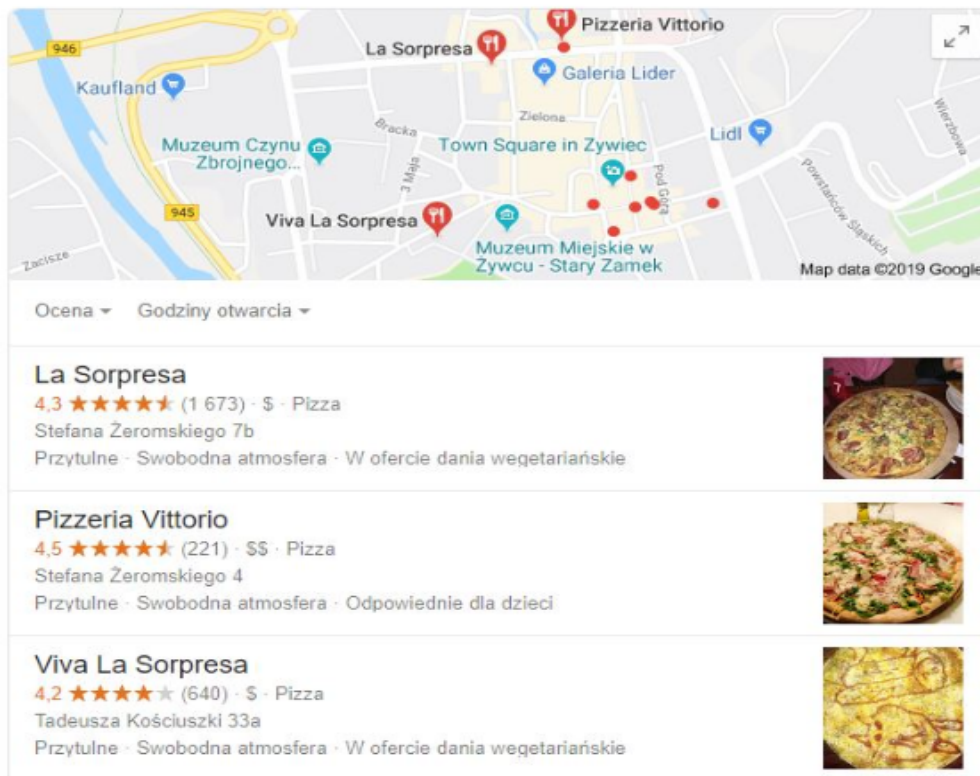 946
Pizzeria Vittorio
La Sorpresa
Kaufland
Galeria Lider
Zielona
Wierzbowa
Bracka
Muzeum Czynu
Zbrojnego...
Town Square in Żywiec
Lidl
3 Maja
Pod Górą
Powstańców Śląskich
945
Viva La Sorpresa
Muzeum Miejskie w
Żywcu - Stary Zamek
Zacisze
Map data ©2019 Google
Ocena
Godziny otwarcia
La Sorpresa
4,3 ★★★★★ (1 673) · $ · Pizza
Stefana Żeromskiego 7b
Przytulne · Swobodna atmosfera · W ofercie dania wegetariańskie
Pizzeria Vittorio
4,5 ★★★★★ (221) · $$ · Pizza
Stefana Żeromskiego 4
Przytulne · Swobodna atmosfera · Odpowiednie dla dzieci
Viva La Sorpresa
4,2 ★★★★★ (640) · $ · Pizza
Tadeusza Kościuszki 33a
Przytulne · Swobodna atmosfera · W ofercie dania wegetariańskie